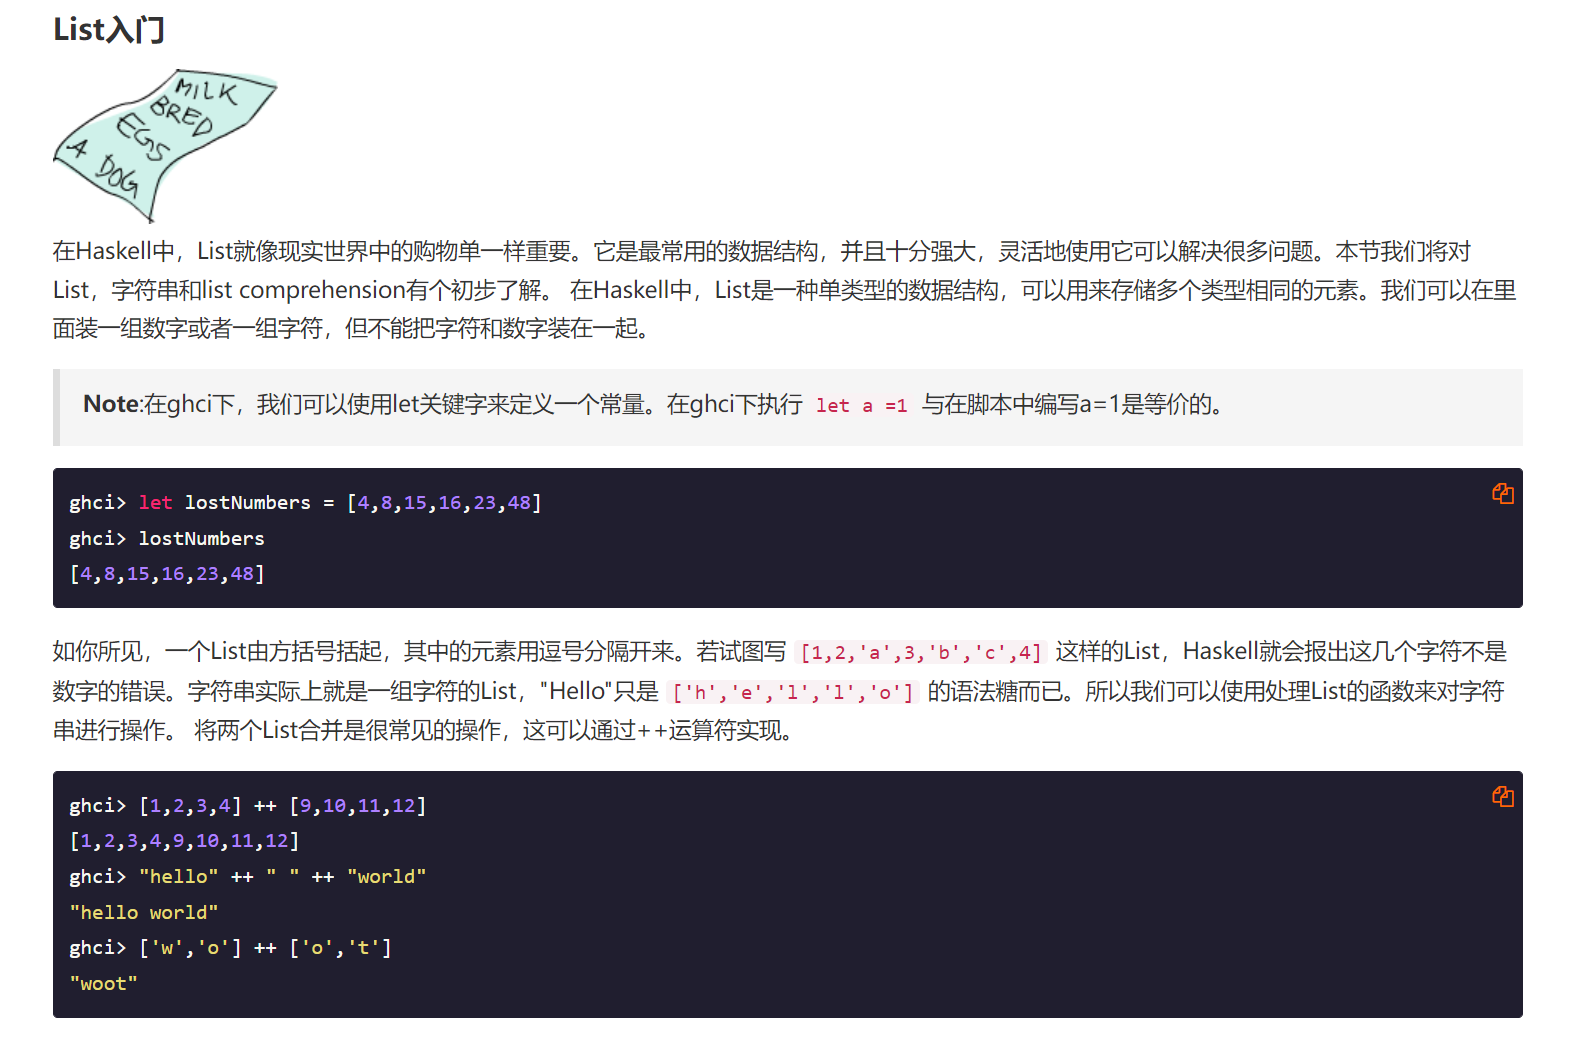 List入门
MILK
BRED
EGS
A DOG
在Haskell中，List就像现实世界中的购物单一样重要。它是最常用的数据结构，并且十分强大，灵活地使用它可以解决很多问题。本节我们将对
List，字符串和list comprehension有个初步了解。 在Haskell中，List是一种单类型的数据结构，可以用来存储多个类型相同的元素。我们可以在里
面装一组数字或者一组字符，但不能把字符和数字装在一起。
Note:在ghci下，我们可以使用let关键字来定义一个常量。在ghci下执行 let a =1 与在脚本中编写a=1是等价的。
ghci> let lostNumbers = [4,8,15,16,23,48]
ghci> lostNumbers
[4,8,15,16,23,48]
如你所见，一个List由方括号括起，其中的元素用逗号分隔开来。若试图写 [1,2,'a',3,'b','c',4] 这样的List，Haskell就会报出这几个字符不是
数字的错误。字符串实际上就是一组字符的List，"Hello"只是 ['h','e','l','l','o'] 的语法糖而已。所以我们可以使用处理List的函数来对字符
串进行操作。 将两个List合并是很常见的操作，这可以通过++运算符实现。
ghci> [1,2,3,4] ++ [9,10,11,12]
[1,2,3,4,9,10,11,12]
ghci> "hello" ++ " " ++ "world"
"hello world"
ghci> ['w','o'] ++ ['o','t']
"woot"